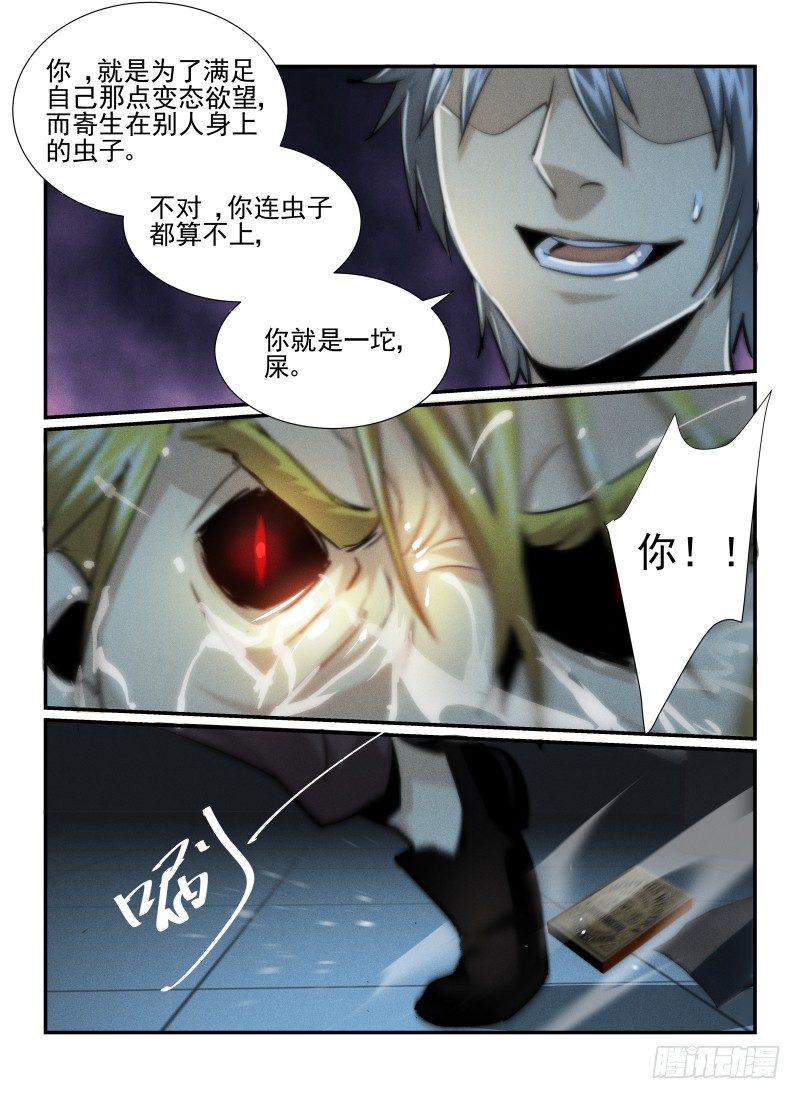 你,就是为了满足
自己那点变态欲望,
而寄生在别人身上
的虫子。
不对,你连虫子
都算不上,
你就是一坨,
屎。
你！！
唰
腾讯动漫